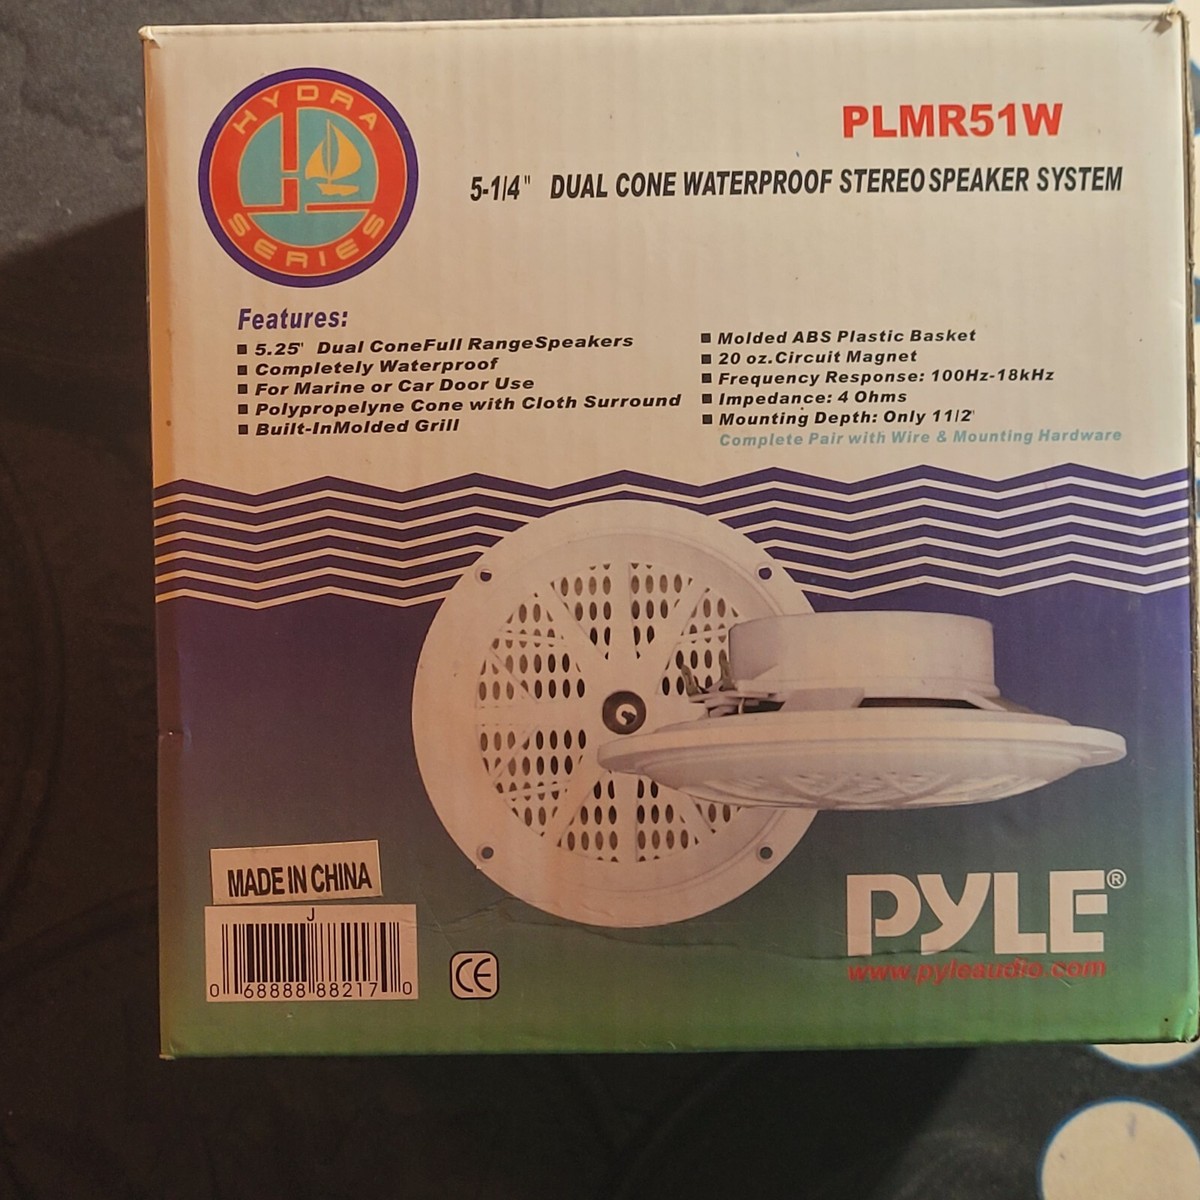 HYDRA
SERIES
PLMR51W
5-1/4" DUAL CONE WATERPROOF STEREO SPEAKER SYSTEM
Features:
■ 5.25" Dual ConeFull RangeSpeakers
■ Completely Waterproof
■ For Marine or Car Door Use
■ Polypropelyne Cone with Cloth Surround
■ Built-InMolded Grill
■ Molded ABS Plastic Basket
■ 20 oz.Circuit Magnet
■ Frequency Response: 100Hz-18kHz
■ Impedance: 4 Ohms
■ Mounting Depth: Only 11/2"
Complete Pair with Wire & Mounting Hardware
MADE IN CHINA
J
0 68888 88217 0
CE
PYLE®
www.pyleaudio.com